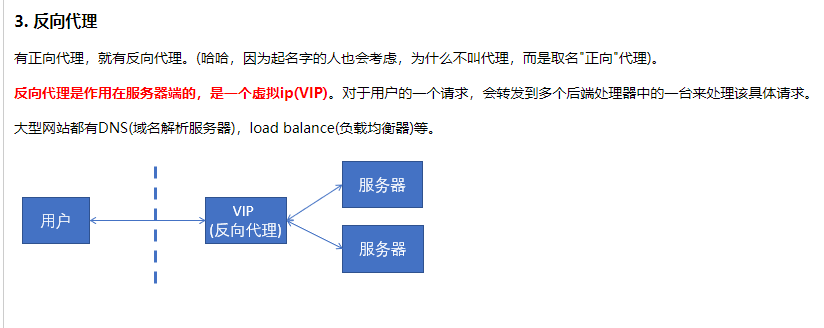 3. 反向代理
有正向代理，就有反向代理。(哈哈，因为起名字的人也会考虑，为什么不叫代理，而是取名"正向"代理)。
反向代理是作用在服务器端的，是一个虚拟ip(VIP)。对于用户的一个请求，会转发到多个后端处理器中的一台来处理该具体请求。
大型网站都有DNS(域名解析服务器)，load balance(负载均衡器)等。
服务器
用户
VIP
(反向代理)
服务器